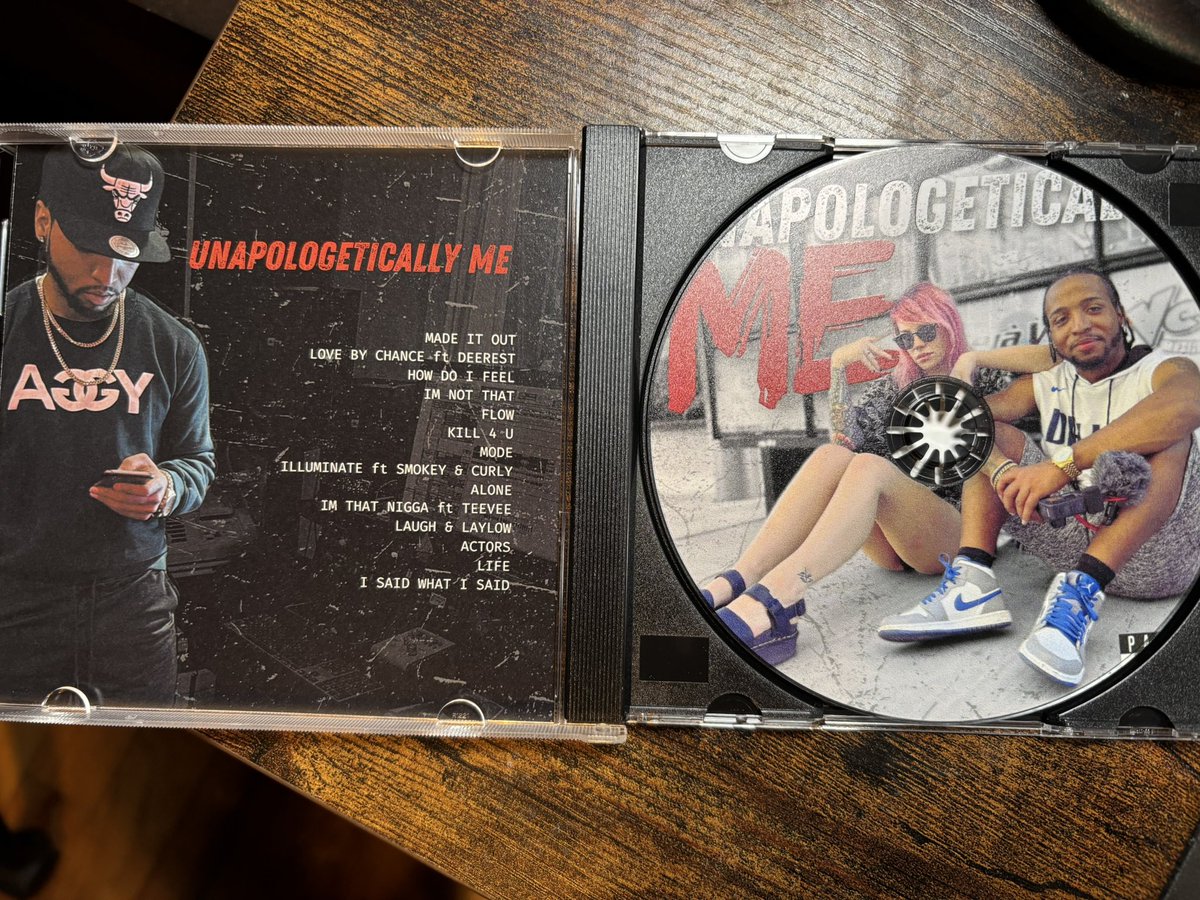 UNAPOLOGETICALLY ME
MADE IT OUT
LOVE BY CHANCE ft DEEREST
HOW DO I FEEL
IM NOT THAT
FLOW
KILL 4 U
MODE
ILLUMINATE ft SMOKEY & CURLY
ALONE
IM THAT NIGGA ft TEEVEE
LAUGH & LAYLOW
ACTORS
LIFE
I SAID WHAT I SAID
AGGY
UNAPOLOGETICAL
ME
PA